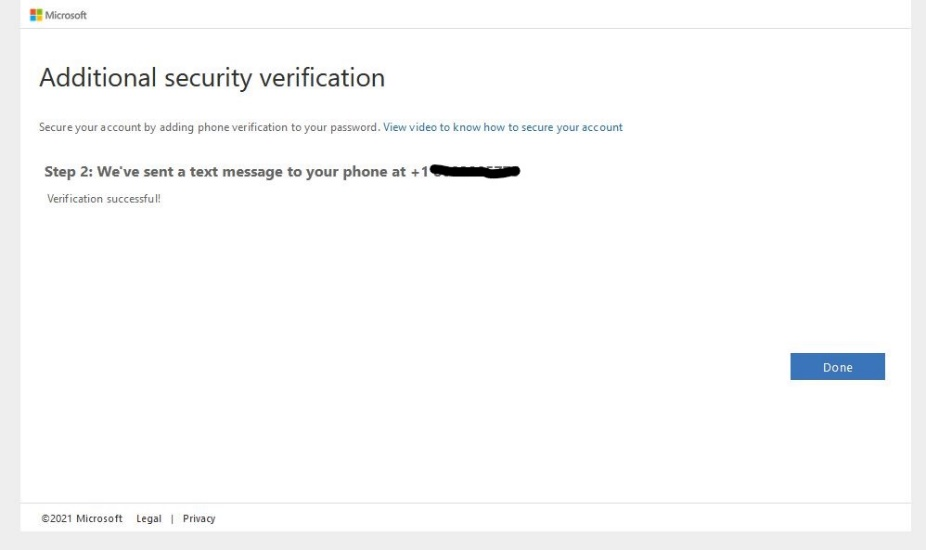 Microsoft
Additional security verification
Secure your account by adding phone verification to your password. View video to know how to secure your account
Step 2: We've sent a text message to your phone at +1
Verification successful!
Done
©2021 Microsoft Legal | Privacy